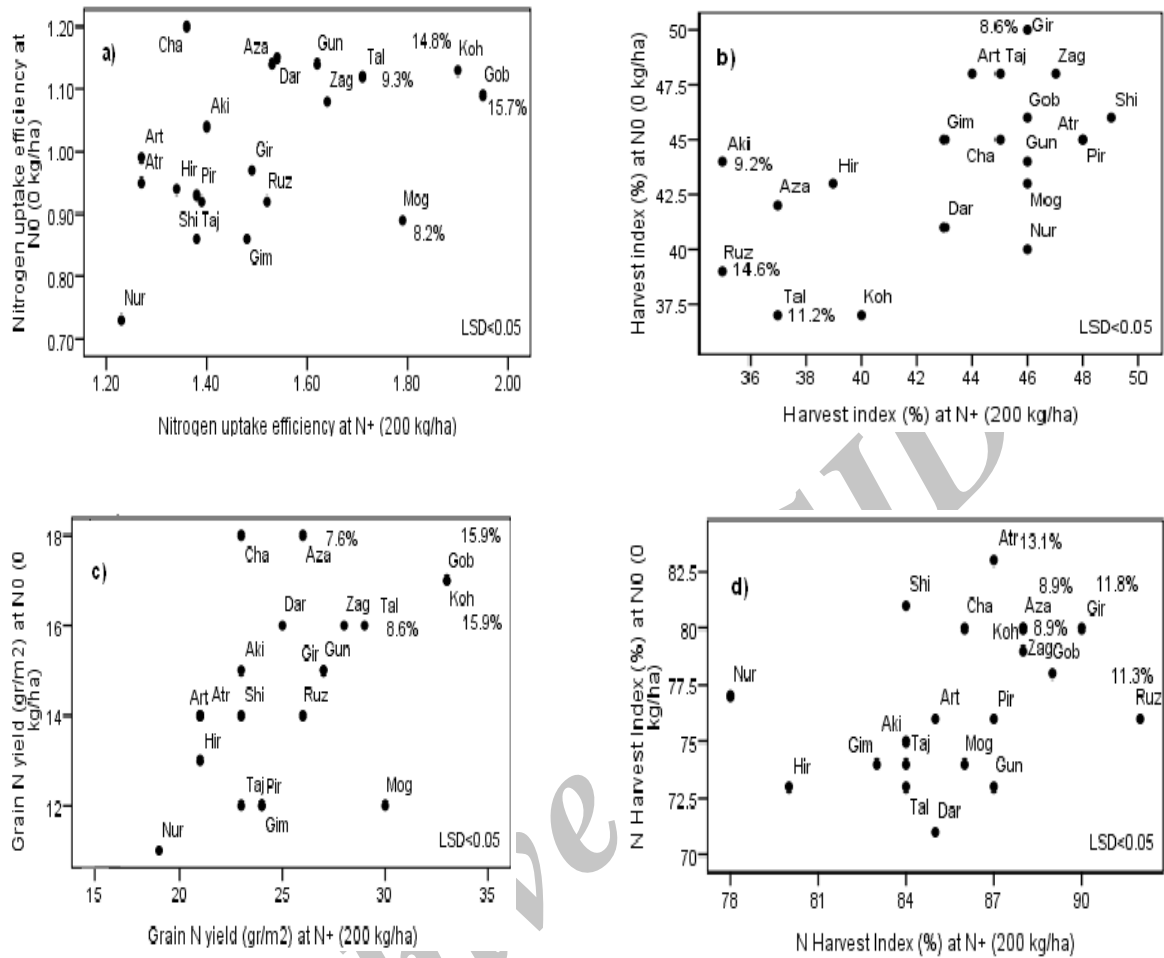 a)
Nitrogen uptake efficiency at
N0 (0 kg/ha)
1.20
1.10
1.00
0.90
0.80
0.70
Cha
Aza
Dar
Gun
Zag
Tal
9.3%
14.8%
Koh
Gob
15.7%
Aki
Art
Atr
Hir
Pir
Gir
Ruz
Mog
8.2%
Shi Taj
Gim
Nur
LSD<0.05
1.20 1.40 1.60 1.80 2.00
Nitrogen uptake efficiency at N+ (200 kg/ha)
b)
Harvest index (%) at N0 (0 kg/ha)
50
47.5
45
42.5
40
37.5
8.6% Gir
Art Taj
Zag
Gob
Shi
Gim
Atr
Cha
Gun
Pir
Aki
9.2%
Hir
Aza
Mog
Dar
Nur
Ruz
14.6%
Tal
11.2%
Koh
LSD<0.05
36 38 40 42 44 46 48 50
Harvest index (%) at N+ (200 kg/ha)
c)
Grain N yield (gr/m2) at N0 (0
kg/ha)
18
16
14
12
Cha
Aza
7.6%
15.9%
Gob
Koh
15.9%
Dar
Zag
Tal
8.6%
Aki
Gir
Gun
Art
Atr
Shi
Ruz
Hir
Taj
Pir
Gim
Mog
Nur
LSD<0.05
15 20 25 30 35
Grain N yield (gr/m2) at N+ (200 kg/ha)
d)
N Harvest Index (%) at N0 (0
kg/ha)
82.5
80
77.5
75
72.5
70
Atr
13.1%
Shi
8.9%
11.8%
Cha
Aza
Gir
Koh
8.9%
Zag
Gob
Nur
11.3%
Ruz
Art
Pir
Aki
Gim
Taj
Mog
Gun
Hir
Tal
Dar
LSD<0.05
78 80 84 87 90
N Harvest Index (%) at N+ (200 kg/ha)